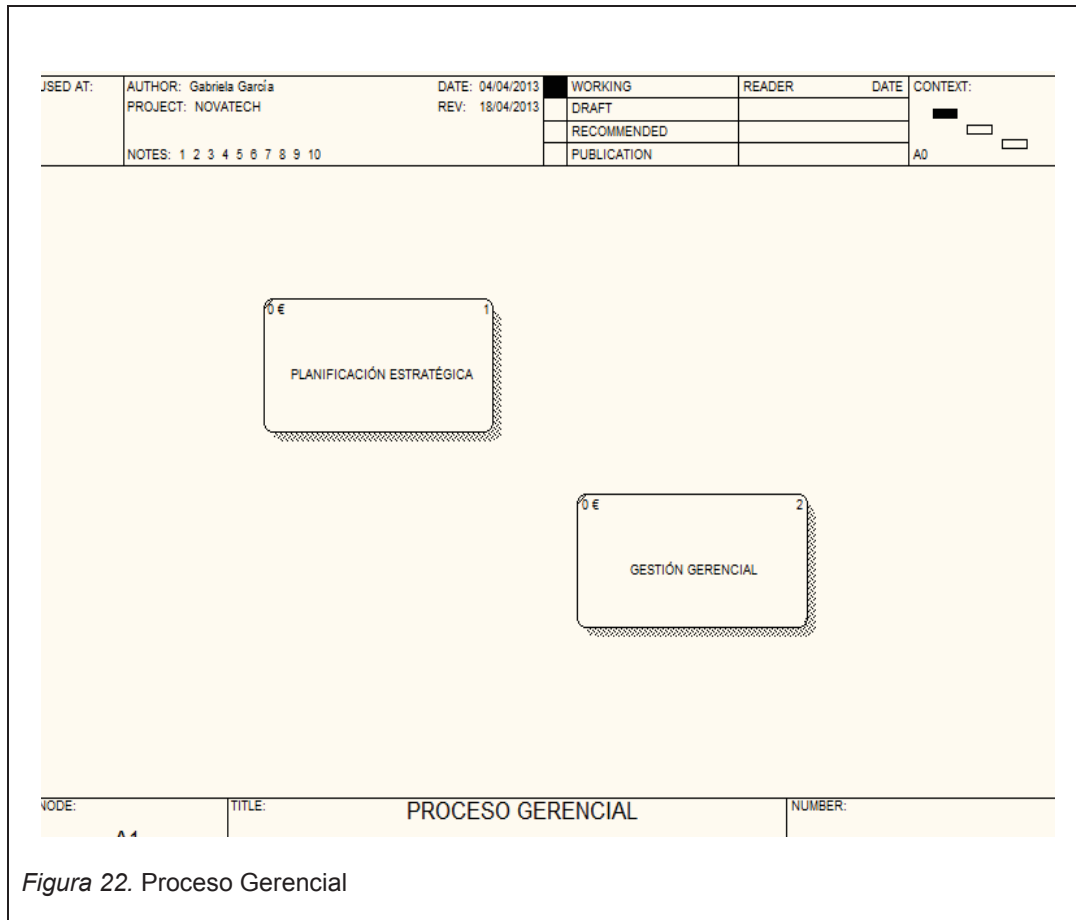 USED AT:
AUTHOR: Gabriela García
DATE: 04/04/2013
WORKING
READER
DATE
CONTEXT:
PROJECT: NOVATECH
REV: 18/04/2013
DRAFT
RECOMMENDED
NOTES: 1 2 3 4 5 6 7 8 9 10
PUBLICATION
A0
0 €
1
PLANIFICACIÓN ESTRATÉGICA
0 €
2
GESTIÓN GERENCIAL
NODE:
TITLE:
PROCESO GERENCIAL
NUMBER:
A1
Figura 22. Proceso Gerencial